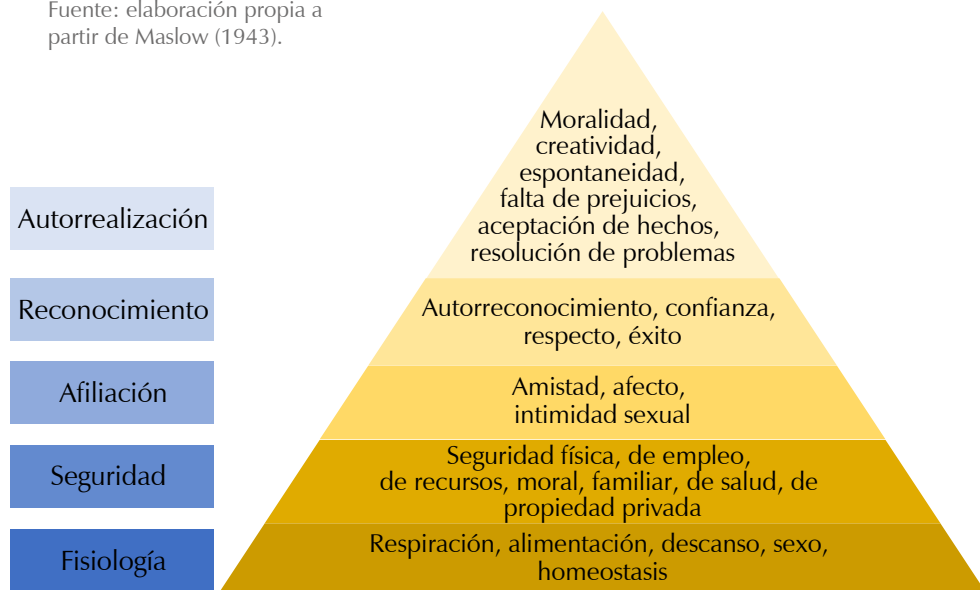 Fuente: elaboración propia a
partir de Maslow (1943).
Moralidad,
creatividad,
espontaneidad,
falta de prejuicios,
aceptación de hechos,
resolución de problemas
Autorrealización
Autorreconocimiento, confianza,
respecto, éxito
Reconocimiento
Amistad, afecto,
intimidad sexual
Afiliación
Seguridad física, de empleo,
de recursos, moral, familiar, de salud, de
propiedad privada
Seguridad
Respiración, alimentación, descanso, sexo,
homeostasis
Fisiología